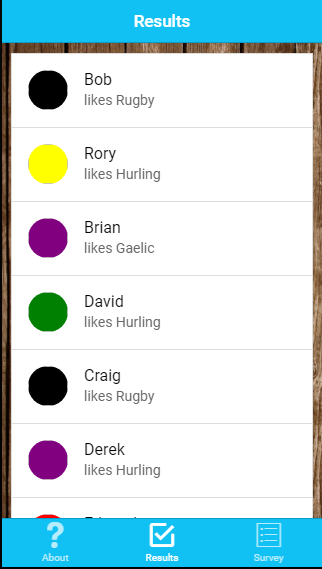 Results
Bob
likes Rugby
Rory
likes Hurling
Brian
likes Gaelic
David
likes Hurling
Craig
likes Rugby
Derek
likes Hurling
About
Results
Survey